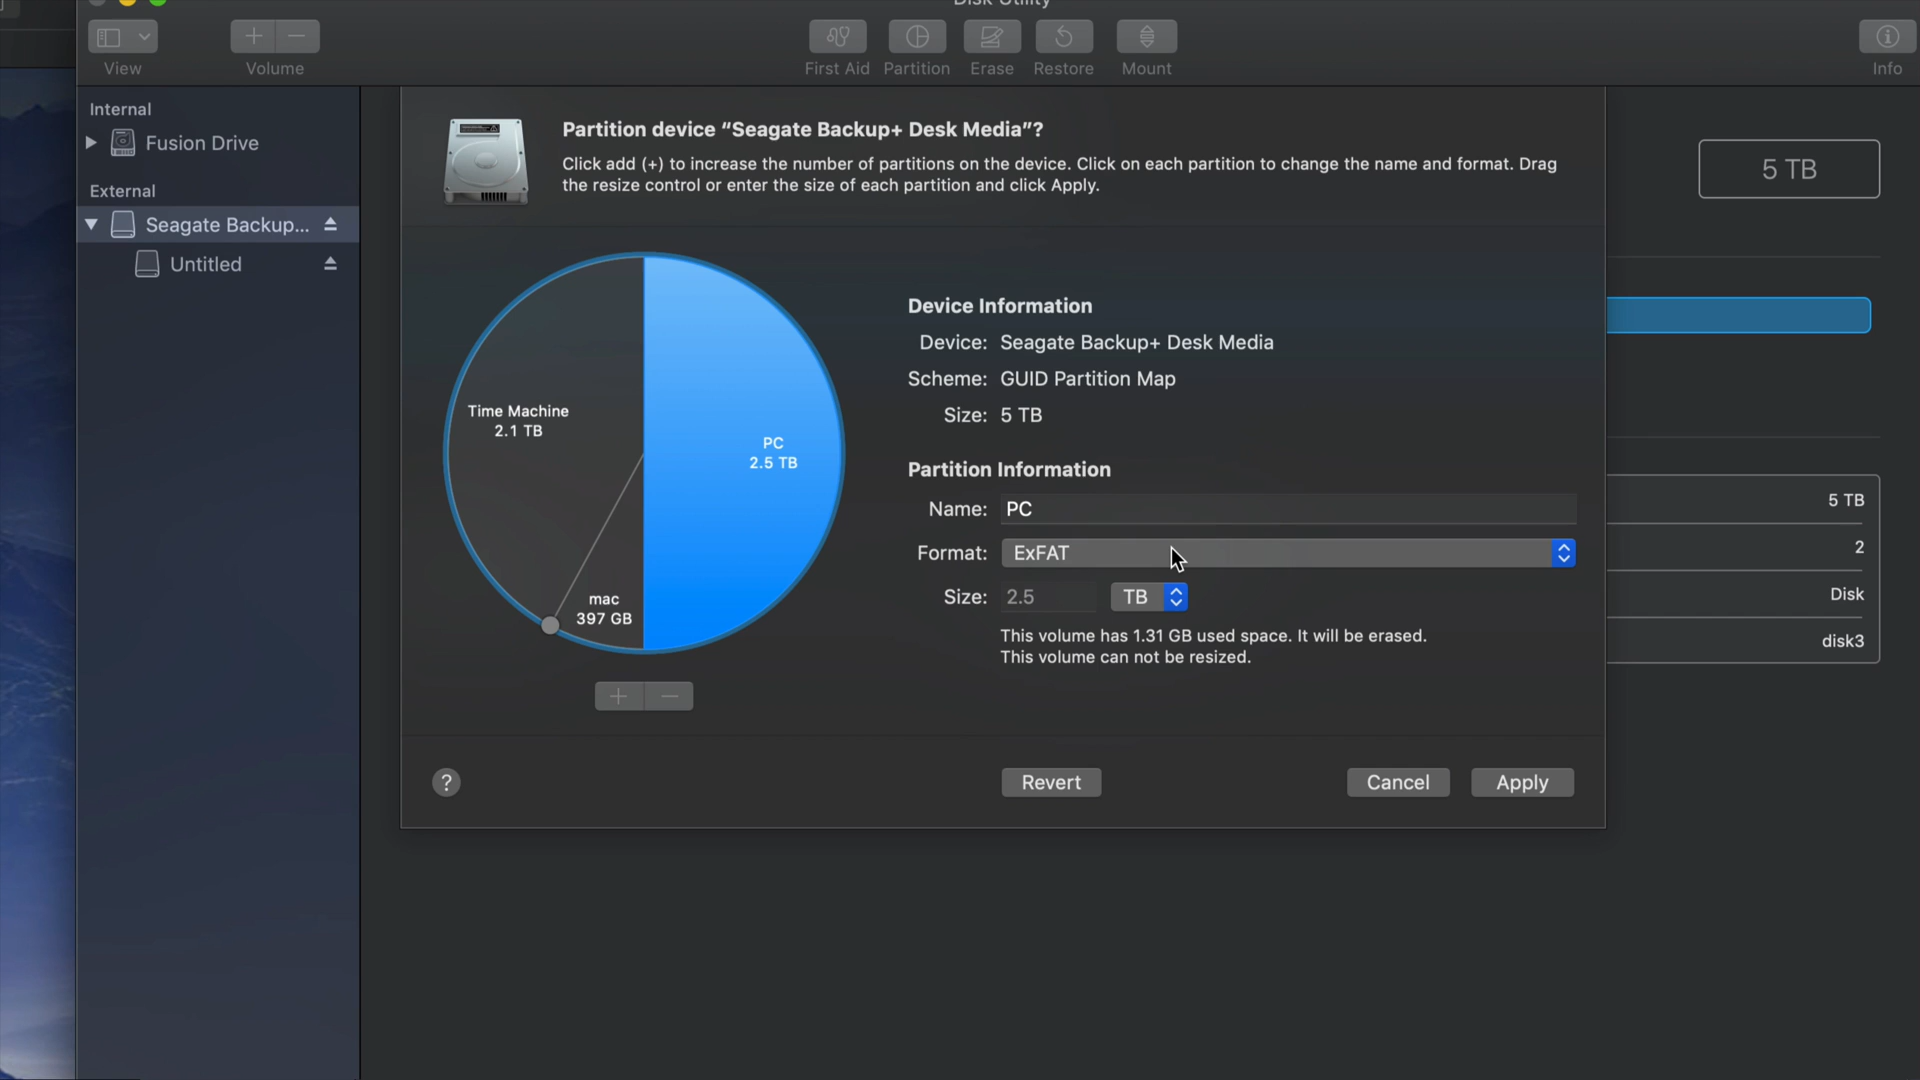 Disk Utility
View
Volume
First Aid
Partition
Erase
Restore
Mount
Info
Internal
Fusion Drive
External
Seagate Backup...
Untitled
Partition device “Seagate Backup+ Desk Media”?
Click add (+) to increase the number of partitions on the device. Click on each partition to change the name and format. Drag
the resize control or enter the size of each partition and click Apply.
5 TB
Time Machine
2.1 TB
PC
2.5 TB
mac
397 GB
Device Information
Device: Seagate Backup+ Desk Media
Scheme: GUID Partition Map
Size: 5 TB
Partition Information
Name: PC
Format: ExFAT
Size: 2.5 TB
This volume has 1.31 GB used space. It will be erased.
This volume can not be resized.
5 TB
2
Disk
disk3
?
Revert
Cancel
Apply